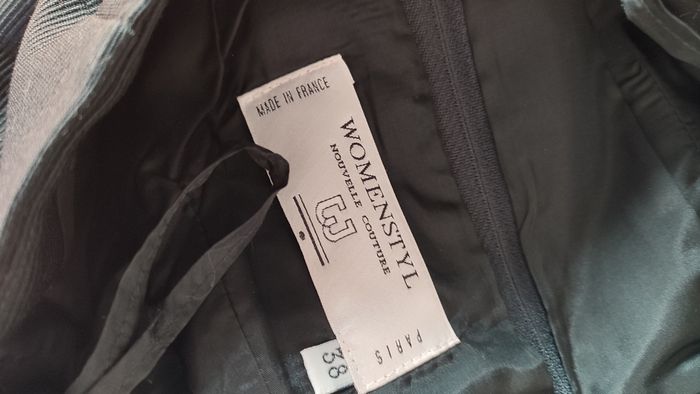 MADE IN FRANCE
WOMENSTYL
NOUVELLE COUTURE
PARIS
38